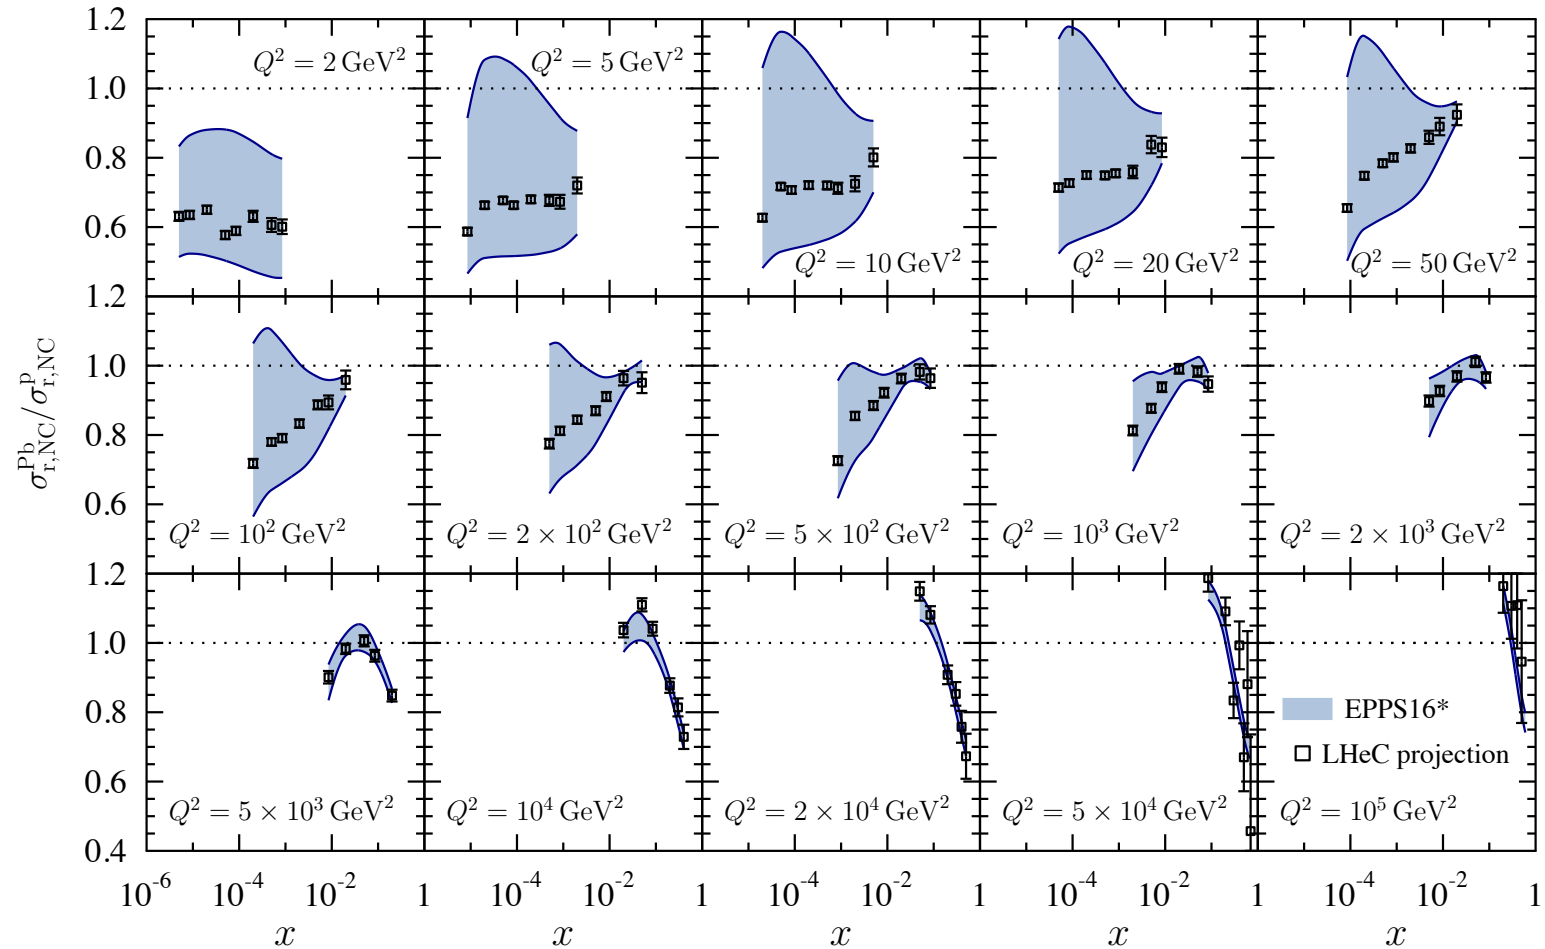 1.2
1.0
0.8
0.6
Q² = 2 GeV²
Q² = 5 GeV²
Q² = 10 GeV²
Q² = 20 GeV²
Q² = 50 GeV²
σ_{r,NC}^{Pb}/σ_{r,NC}^{p}
1.2
1.0
0.8
0.6
Q² = 10² GeV²
Q² = 2 × 10² GeV²
Q² = 5 × 10² GeV²
Q² = 10³ GeV²
Q² = 2 × 10³ GeV²
1.2
1.0
0.8
0.6
0.4
Q² = 5 × 10³ GeV²
Q² = 10⁴ GeV²
Q² = 2 × 10⁴ GeV²
Q² = 5 × 10⁴ GeV²
EPPS16*
LHeC projection
Q² = 10⁵ GeV²
10⁻⁶ 10⁻⁴ 10⁻² 1 10⁻⁴ 10⁻² 1 10⁻⁴ 10⁻² 1 10⁻⁴ 10⁻² 1 10⁻⁴ 10⁻² 1
x x x x x